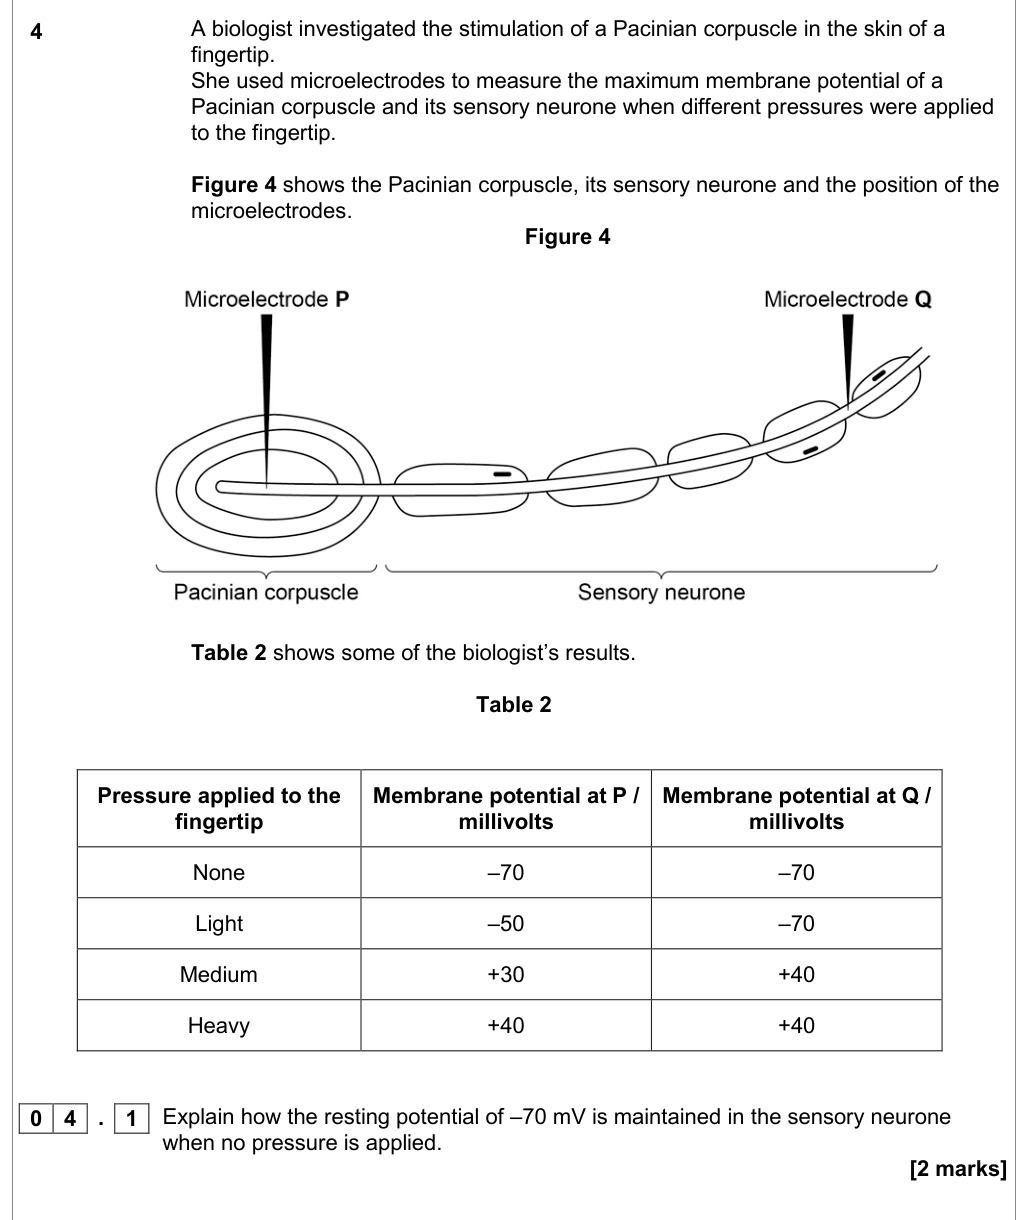 4
A biologist investigated the stimulation of a Pacinian corpuscle in the skin of a
fingertip.
She used microelectrodes to measure the maximum membrane potential of a
Pacinian corpuscle and its sensory neurone when different pressures were applied
to the fingertip.
Figure 4 shows the Pacinian corpuscle, its sensory neurone and the position of the
microelectrodes.
Figure 4
Microelectrode P
Microelectrode Q
Pacinian corpuscle
Sensory neurone
Table 2 shows some of the biologist’s results.
Table 2
Pressure applied to the fingertip
Membrane potential at P / millivolts
Membrane potential at Q / millivolts
None –70 –70
Light –50 –70
Medium +30 +40
Heavy +40 +40
0 4 . 1 Explain how the resting potential of –70 mV is maintained in the sensory neurone
when no pressure is applied.
[2 marks]